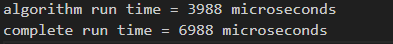 algorithm run time = 3988 microseconds
complete run time = 6988 microseconds